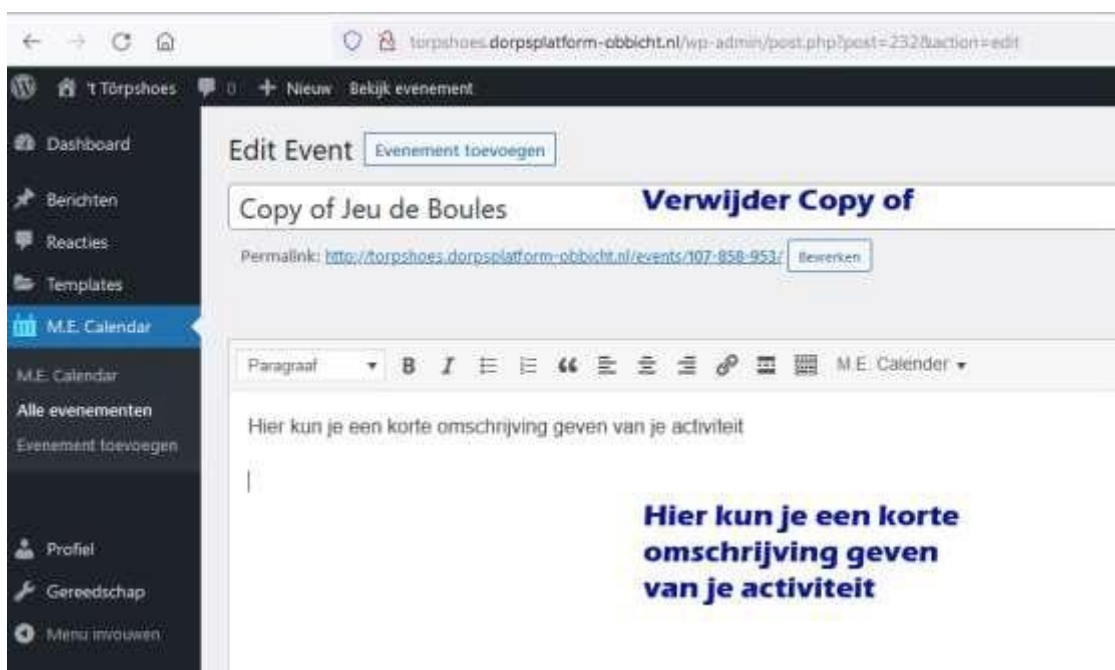 torpshoes.dorpsplatform-obbicht.nl/wp-admin/post.php?post=232&action=edit
't Törpshoes 0 + Nieuw Bekijk evenement
Dashboard
Berichten
Reacties
Templates
M.E. Calendar
M.E. Calendar
Alle evenementen
Evenement toevoegen
Profiel
Gereedschap
Menu invouwen
Edit Event Evenement toevoegen
Copy of Jeu de Boules Verwijder Copy of
Permalink: http://torpshoes.dorpsplatform-obbicht.nl/events/107-858-953/ Bewerken
Paragraaf B I M.E. Calender
Hier kun je een korte omschrijving geven van je activiteit
Hier kun je een korte
omschrijving geven
van je activiteit